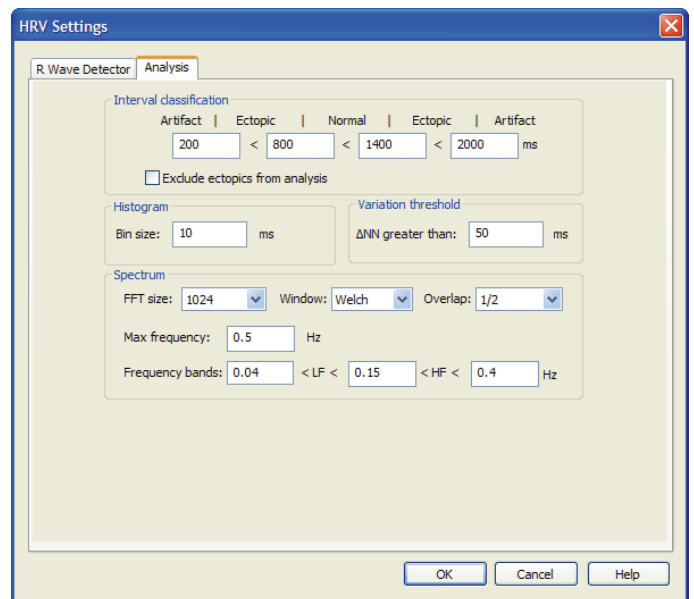 HRV Settings
R Wave Detector Analysis
Interval classification
Artifact | Ectopic | Normal | Ectopic | Artifact
200 < 800 < 1400 < 2000 ms
Exclude ectopics from analysis
Histogram
Bin size: 10 ms
Variation threshold
ΔNN greater than: 50 ms
Spectrum
FFT size: 1024 Window: Welch Overlap: 1/2
Max frequency: 0.5 Hz
Frequency bands: 0.04 < LF < 0.15 < HF < 0.4 Hz
OK Cancel Help